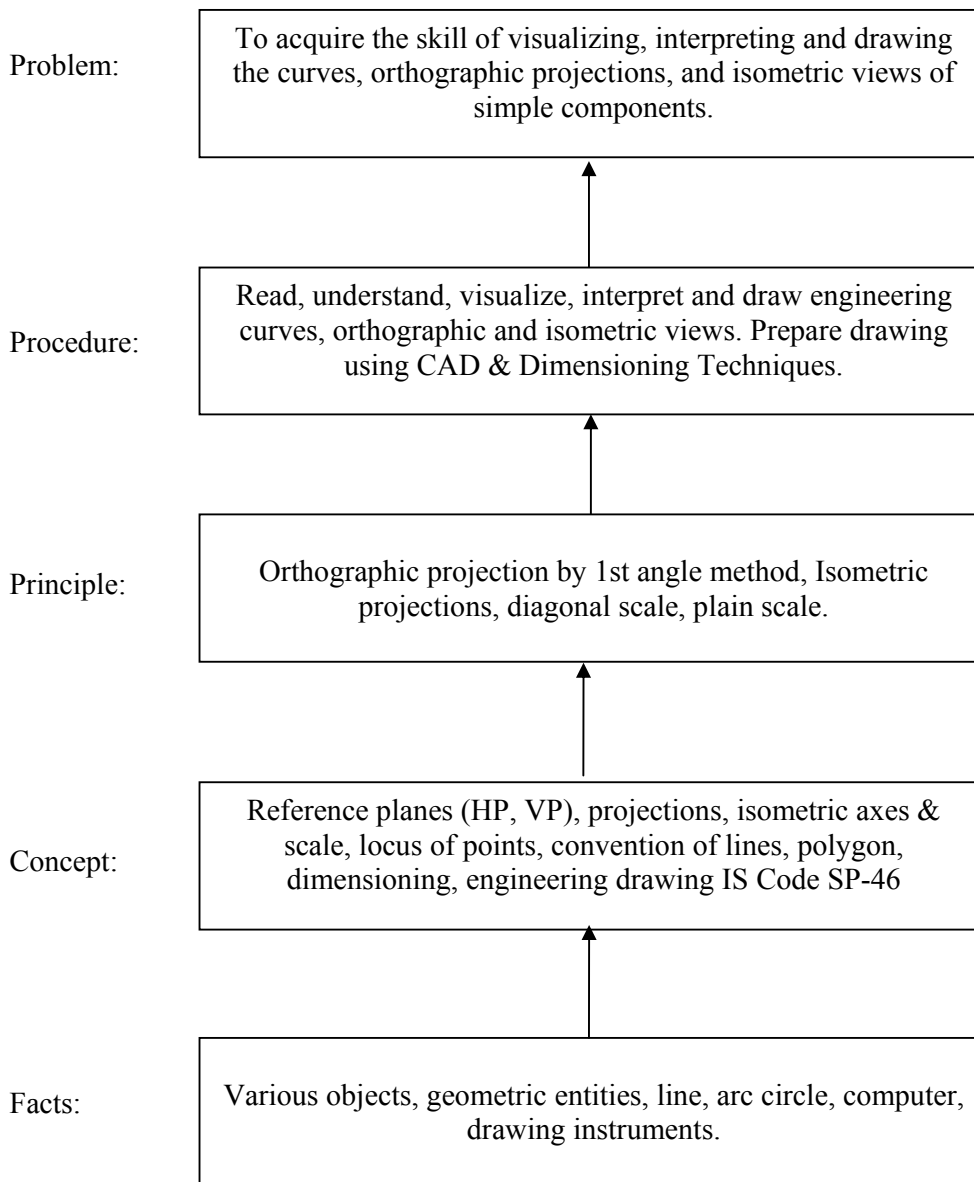 Problem:
To acquire the skill of visualizing, interpreting and drawing
the curves, orthographic projections, and isometric views of
simple components.
Procedure:
Read, understand, visualize, interpret and draw engineering
curves, orthographic and isometric views. Prepare drawing
using CAD & Dimensioning Techniques.
Principle:
Orthographic projection by 1st angle method, Isometric
projections, diagonal scale, plain scale.
Concept:
Reference planes (HP, VP), projections, isometric axes &
scale, locus of points, convention of lines, polygon,
dimensioning, engineering drawing IS Code SP-46
Facts:
Various objects, geometric entities, line, arc circle, computer,
drawing instruments.